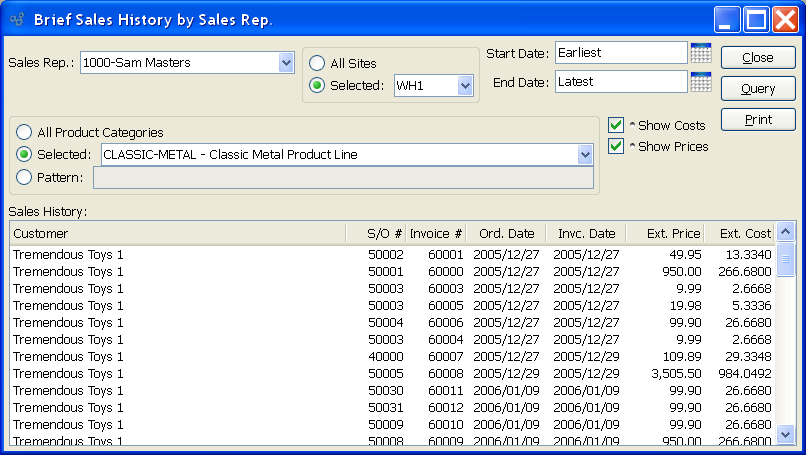 Brief Sales History by Sales Rep.
Sales Rep.: 1000-Sam Masters
All Sites
Selected: WH1
Start Date: Earliest
End Date: Latest
Close
Query
Print
All Product Categories
Selected: CLASSIC-METAL - Classic Metal Product Line
Pattern:
^ Show Costs
^ Show Prices
Sales History:
Customer S/O # Invoice # Ord. Date Invc. Date Ext. Price Ext. Cost
Tremendous Toys 1 50002 60001 2005/12/27 2005/12/27 49.95 13.3340
Tremendous Toys 1 50001 60000 2005/12/27 2005/12/27 950.00 266.6800
Tremendous Toys 1 50003 60003 2005/12/27 2005/12/27 9.99 2.6668
Tremendous Toys 1 50003 60005 2005/12/27 2005/12/27 19.98 5.3336
Tremendous Toys 1 50004 60006 2005/12/27 2005/12/27 99.90 26.6680
Tremendous Toys 1 50003 60004 2005/12/27 2005/12/27 9.99 2.6668
Tremendous Toys 1 40000 60007 2005/12/27 2005/12/29 109.89 29.3348
Tremendous Toys 1 50005 60008 2005/12/29 2005/12/29 3,505.50 984.0492
Tremendous Toys 1 50030 60011 2006/01/09 2006/01/09 99.90 26.6680
Tremendous Toys 1 50031 60012 2006/01/09 2006/01/09 99.90 26.6680
Tremendous Toys 1 50009 60010 2006/01/09 2006/01/09 99.90 26.6680
Tremendous Toys 1 50008 60009 2006/01/09 2006/01/09 950.00 266.6800